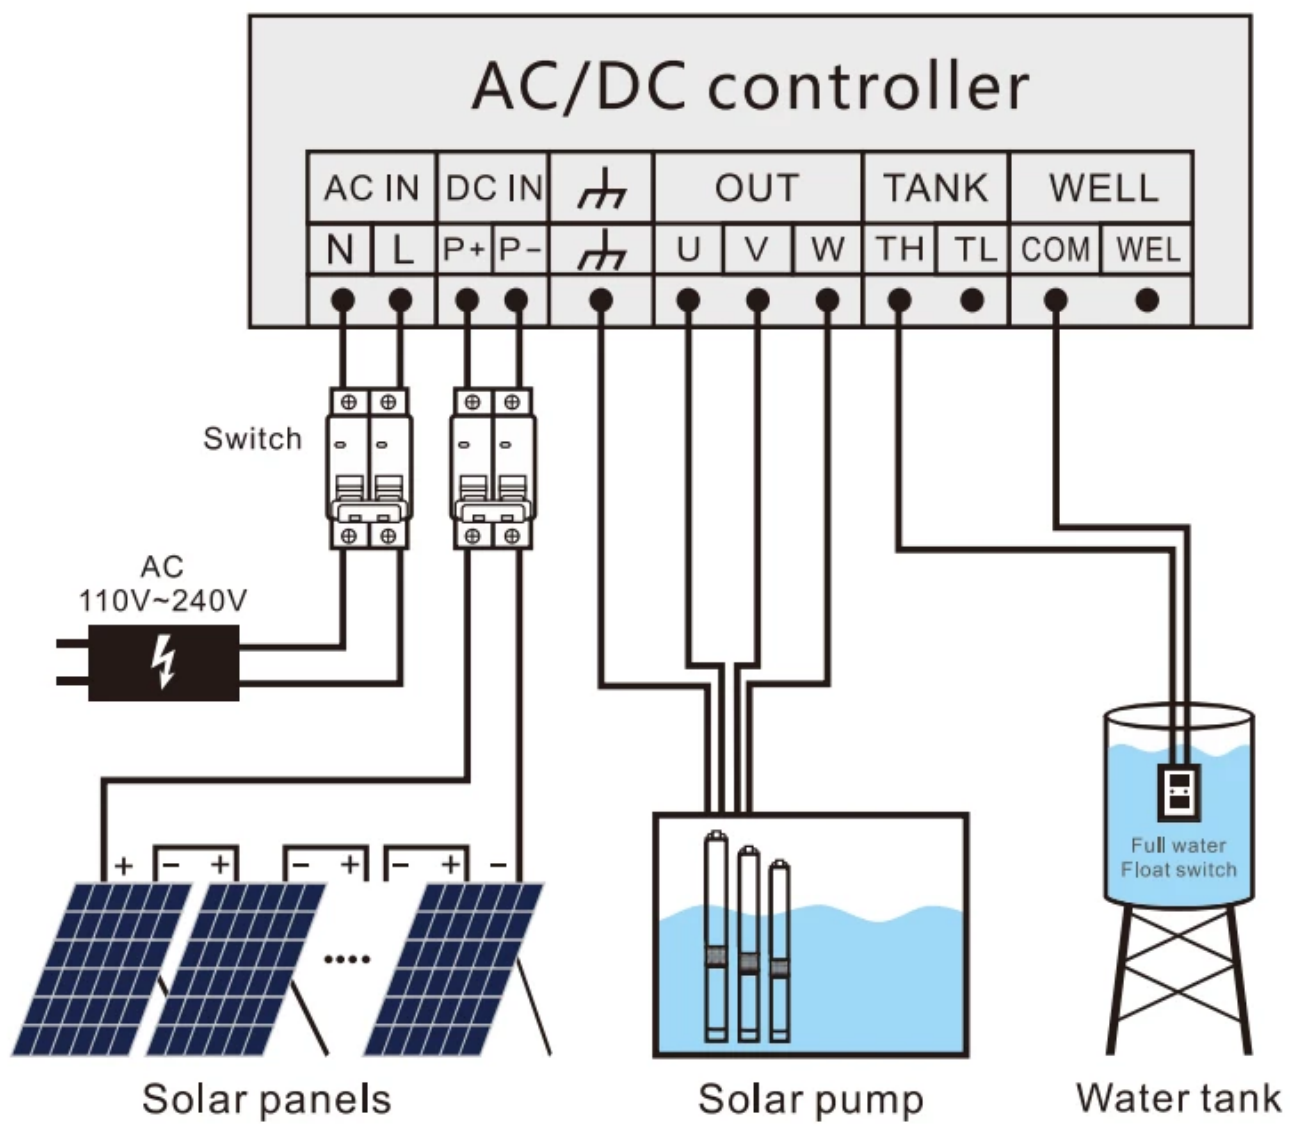 AC/DC controller
AC IN DC IN OUT TANK WELL
N L P+ P- U V W TH TL COM WEL
Switch
AC
110V~240V
+ - + - + - + -
Full water
Float switch
Solar panels Solar pump Water tank